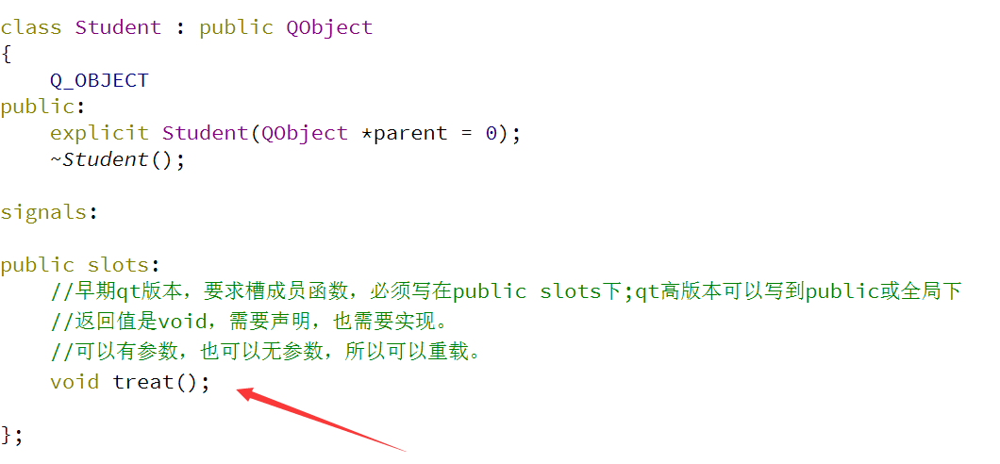 class Student : public QObject
{
    Q_OBJECT
public:
    explicit Student(QObject *parent = 0);
    ~Student();
signals:
public slots:
    //早期qt版本，要求槽成员函数，必须写在public slots下;qt高版本可以写到public或全局下
    //返回值是void，需要声明，也需要实现。
    //可以有参数，也可以无参数，所以可以重载。
    void treat();
};